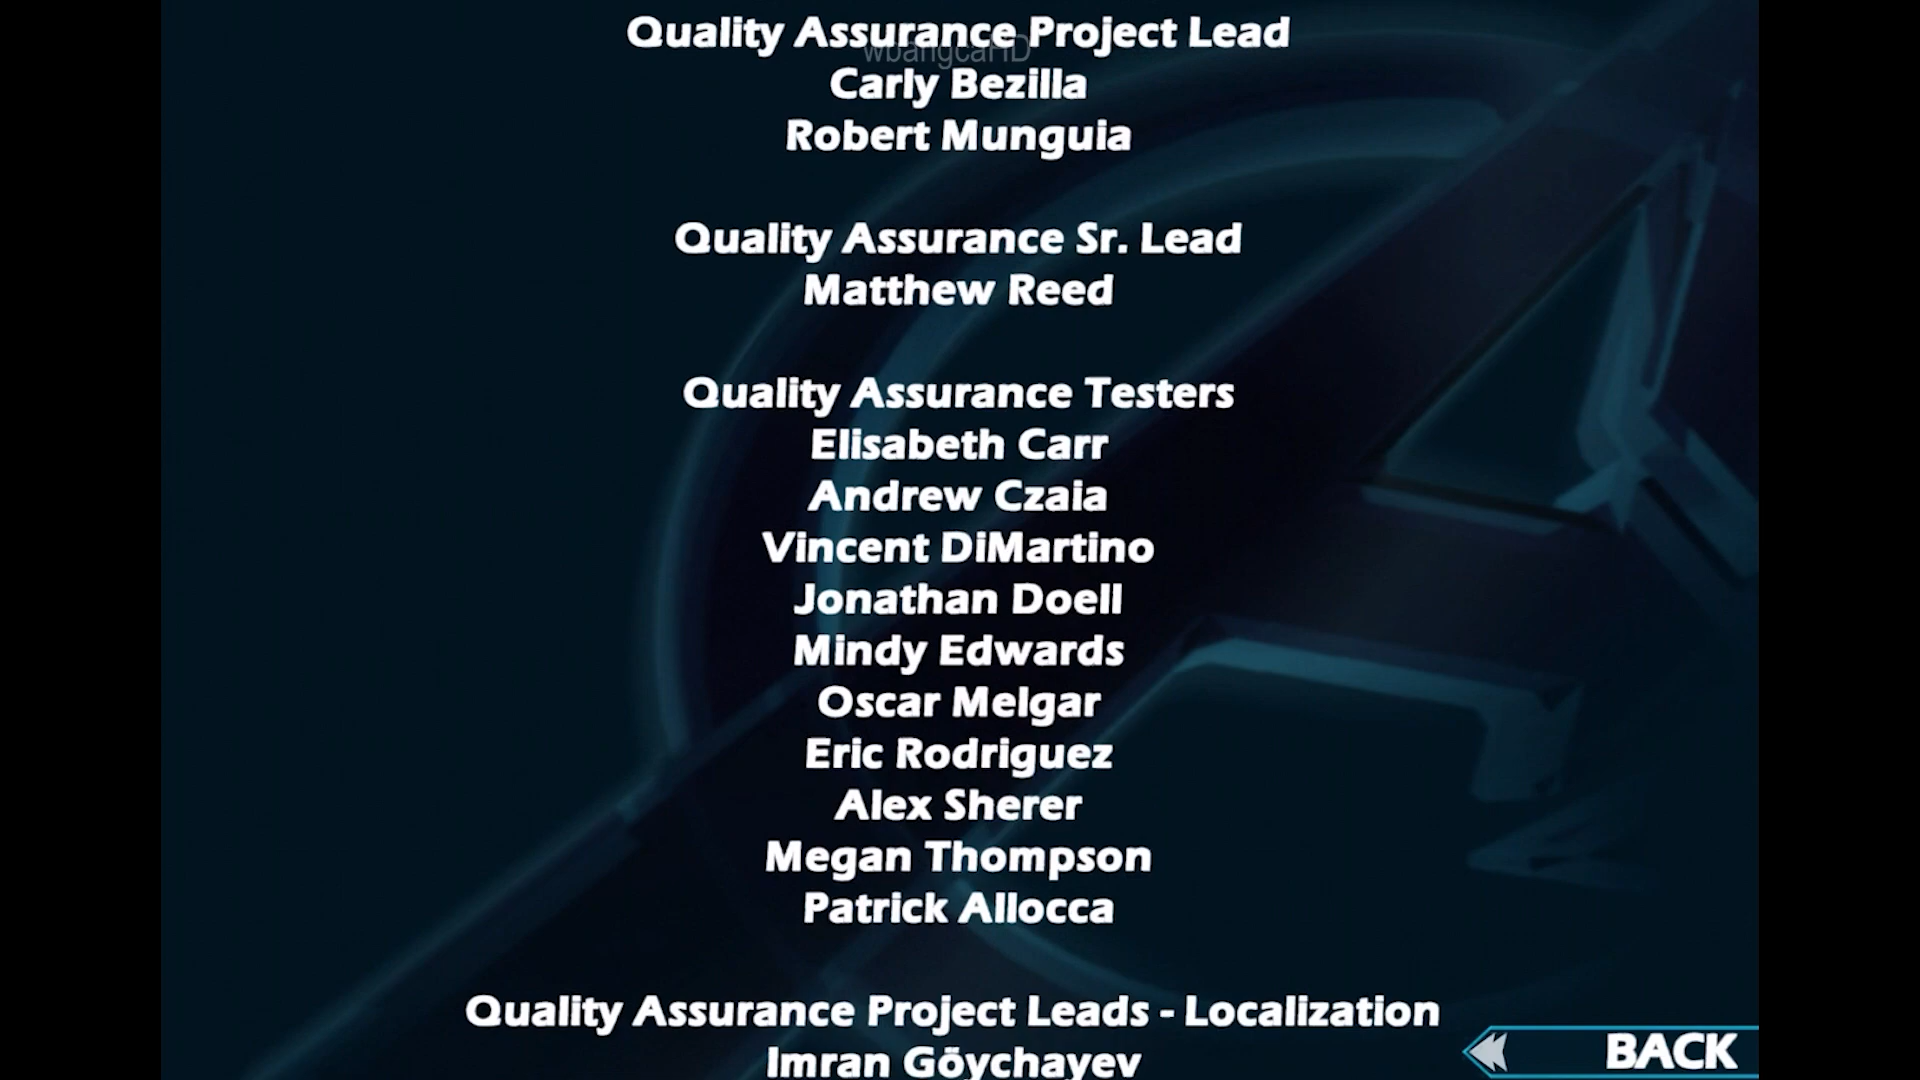 Quality Assurance Project Lead
wbangcaHD
Carly Bezilla
Robert Munguia
Quality Assurance Sr. Lead
Matthew Reed
Quality Assurance Testers
Elisabeth Carr
Andrew Czaia
Vincent DiMartino
Jonathan Doell
Mindy Edwards
Oscar Melgar
Eric Rodriguez
Alex Sherer
Megan Thompson
Patrick Allocca
Quality Assurance Project Leads - Localization
Imran Göychayev
BACK